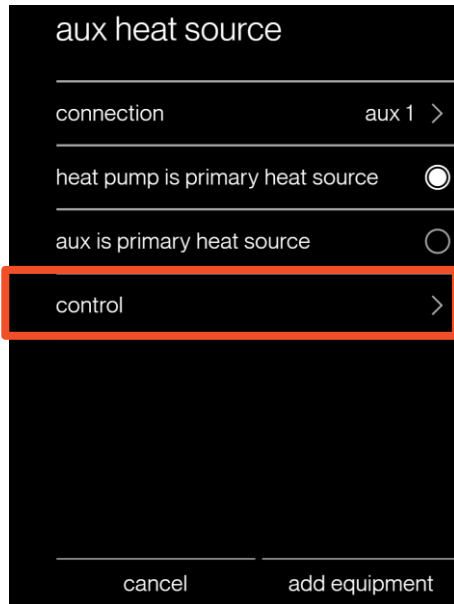 aux heat source
connection aux 1 >
heat pump is primary heat source
aux is primary heat source
control >
cancel add equipment